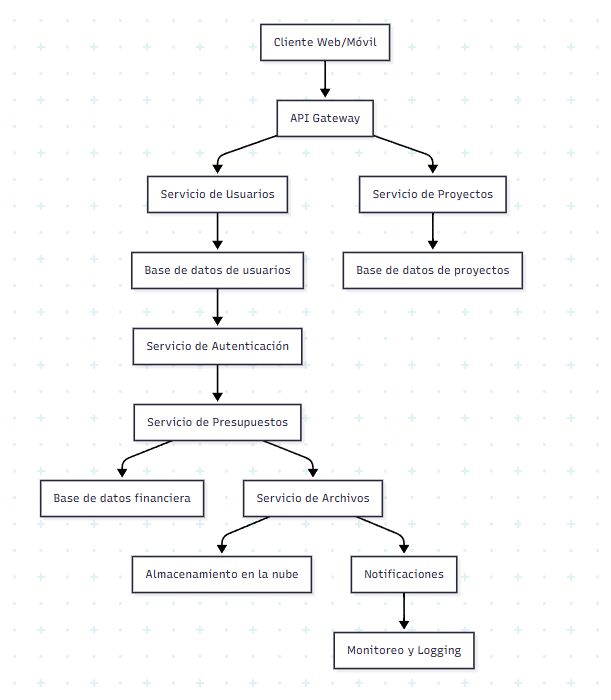 Cliente Web/Móvil
API Gateway
Servicio de Usuarios
Servicio de Proyectos
Base de datos de usuarios
Base de datos de proyectos
Servicio de Autenticación
Servicio de Presupuestos
Base de datos financiera
Servicio de Archivos
Almacenamiento en la nube
Notificaciones
Monitoreo y Logging